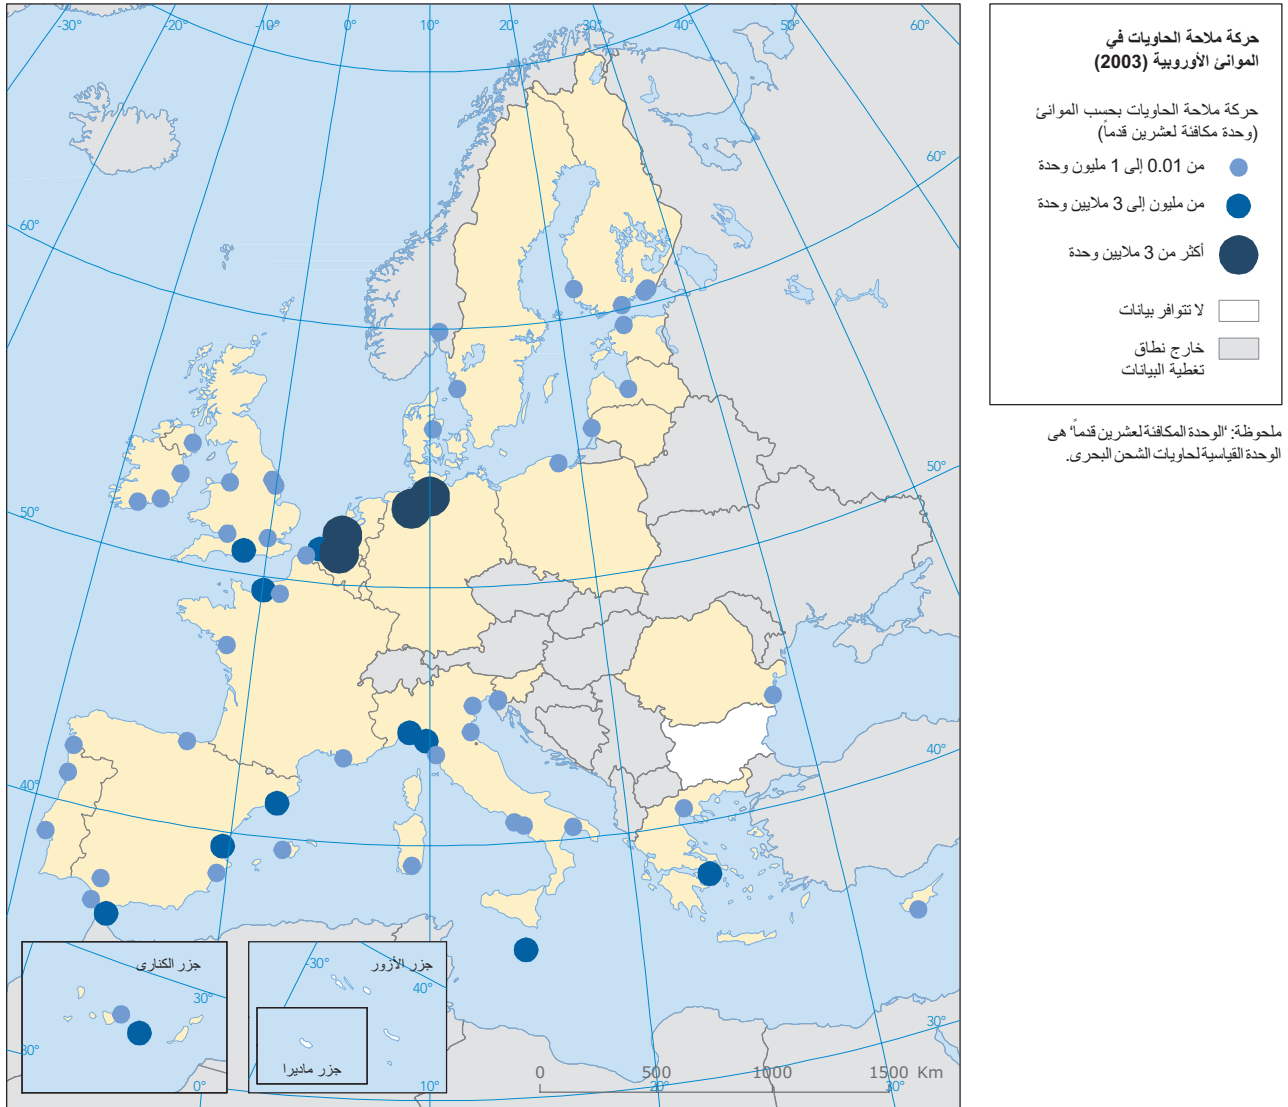 حركة ملاحة الحاويات في
الموانئ الأوروبية (2003)
حركة ملاحة الحاويات بحسب الموانئ
(وحدة مكافئة لعشرين قدماً)
من 0.01 إلى 1 مليون وحدة
من مليون إلى 3 ملايين وحدة
أكثر من 3 ملايين وحدة
لا تتوافر بيانات
خارج نطاق
تغطية البيانات
ملحوظة: 'الوحدة المكافئة لعشرين قدماً' هى
الوحدة القياسية لحاويات الشحن البحرى.
-30°
-20°
-10°
0°
10°
20°
30°
40°
50°
60°
60°
60°
50°
50°
40°
40°
جزر الكنارى
30°
جزر الأزور
-30°
40°
جزر ماديرا
30°
30°
0 500 1000 1500 Km
0°
10°
20°
30°